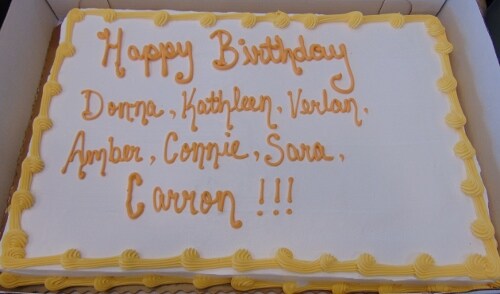 Happy Birthday
Donna, Kathleen, Verlan,
Amber, Connie, Sara,
Carron !!!